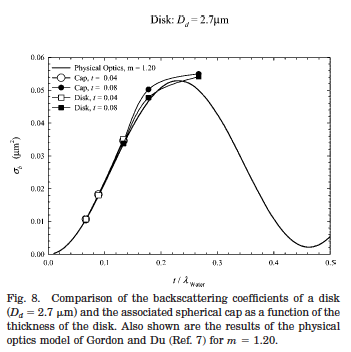 Disk: Dd = 2.7μm
0.06
0.05
0.04
0.03
0.02
0.01
0.00
σb (μm²)
Physical Optics, m = 1.20
Cap, t = 0.04
Cap, t = 0.08
Disk, t = 0.04
Disk, t = 0.08
0.0 0.1 0.2 0.3 0.4 0.5
t / λWater
Fig. 8. Comparison of the backscattering coefficients of a disk
(Dd = 2.7 μm) and the associated spherical cap as a function of the
thickness of the disk. Also shown are the results of the physical
optics model of Gordon and Du (Ref. 7) for m = 1.20.